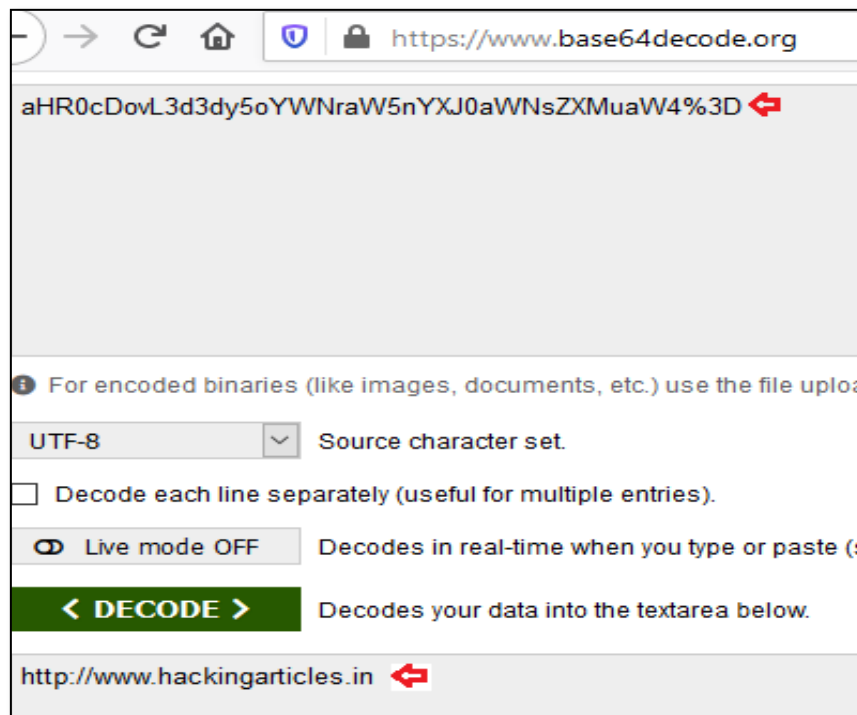 https://www.base64decode.org
aHR0cDovL3d3dy5oYWNraW5nYXJ0aWNsZXMuaW4%3D
For encoded binaries (like images, documents, etc.) use the file uploa
UTF-8 Source character set.
Decode each line separately (useful for multiple entries).
Live mode OFF Decodes in real-time when you type or paste (s
< DECODE > Decodes your data into the textarea below.
http://www.hackingarticles.in